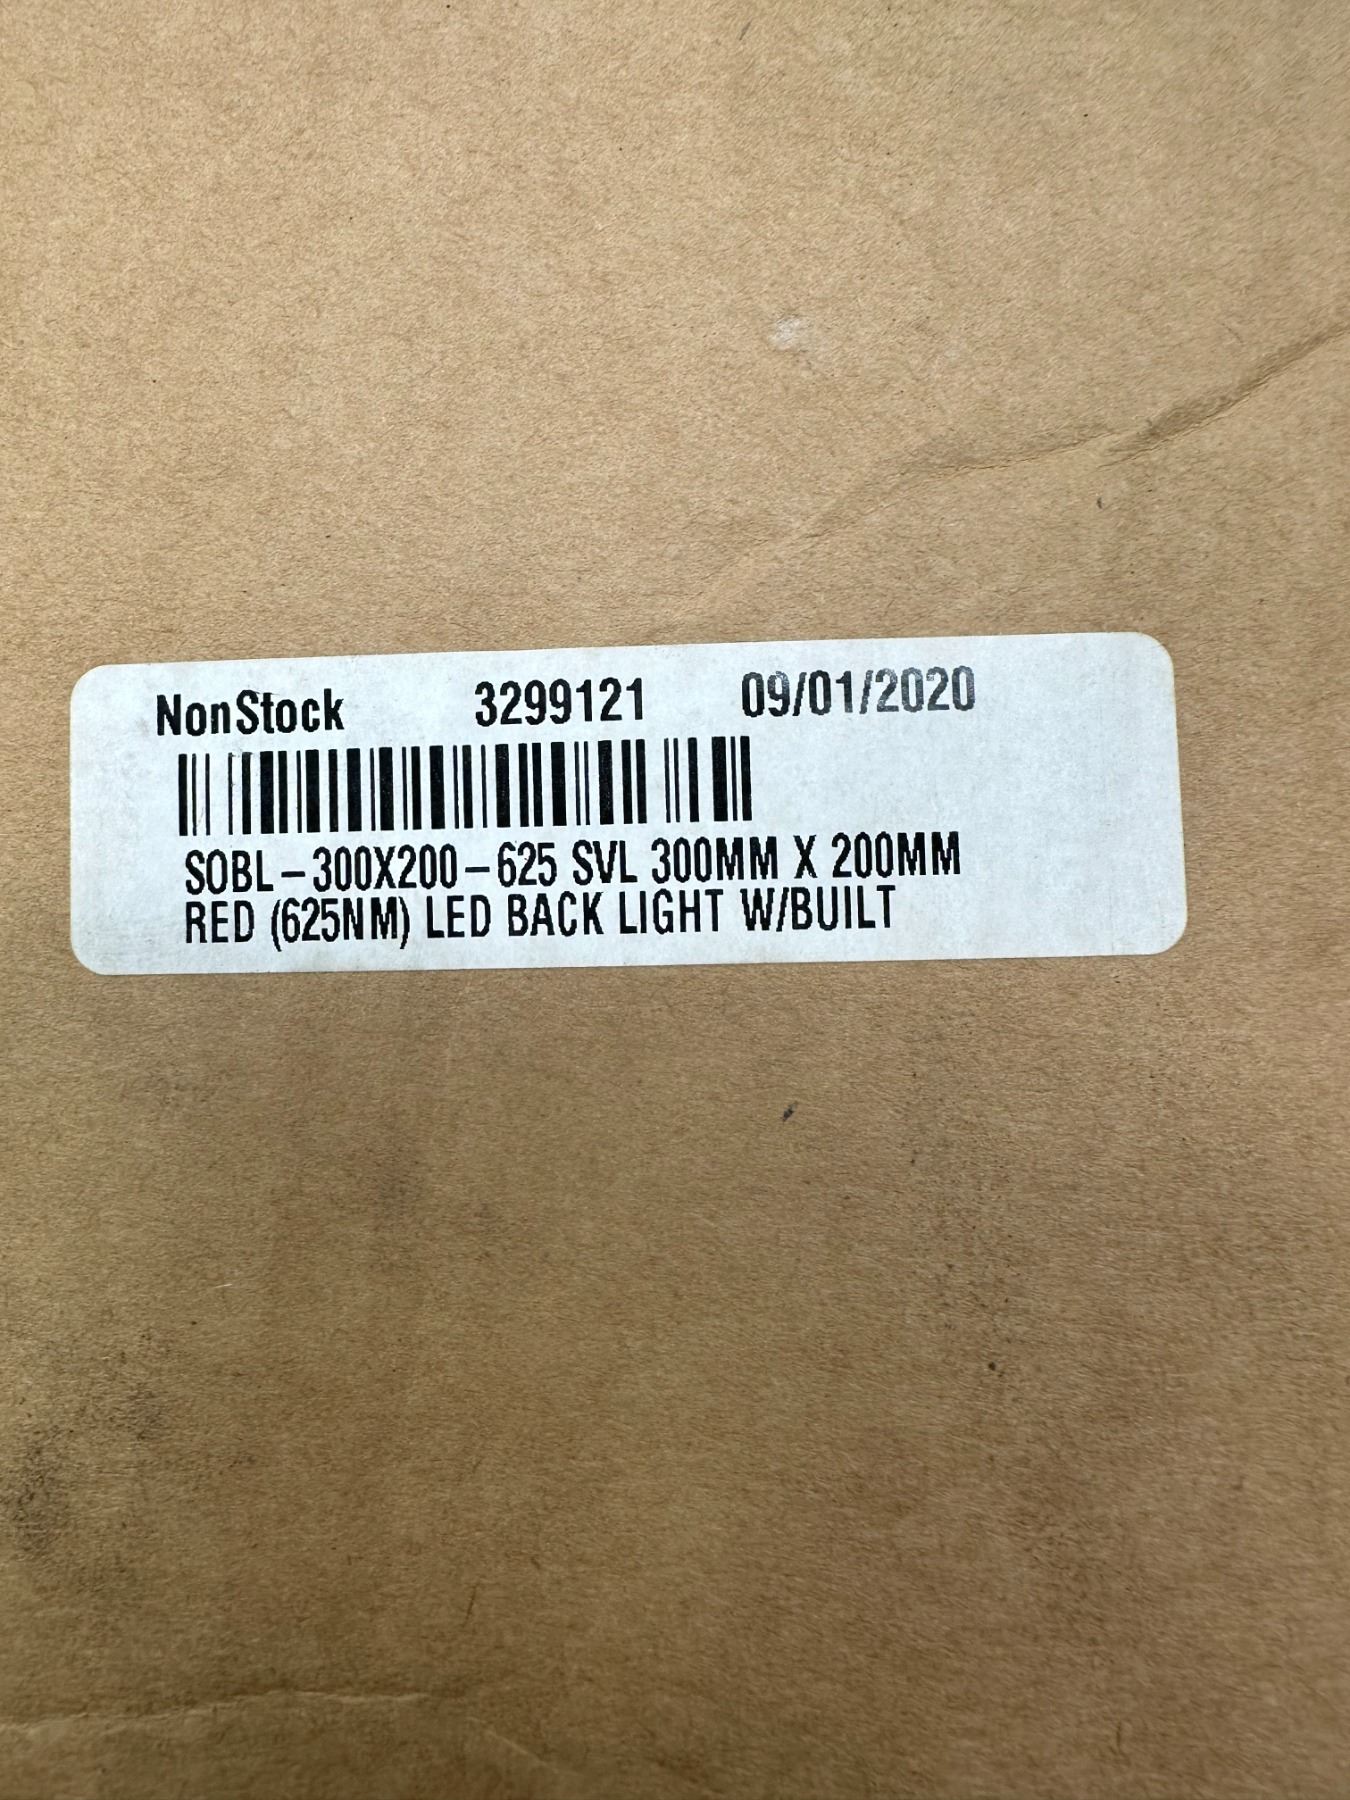 NonStock 3299121 09/01/2020
SOBL-300X200-625 SVL 300MM X 200MM
RED (625NM) LED BACK LIGHT W/BUILT